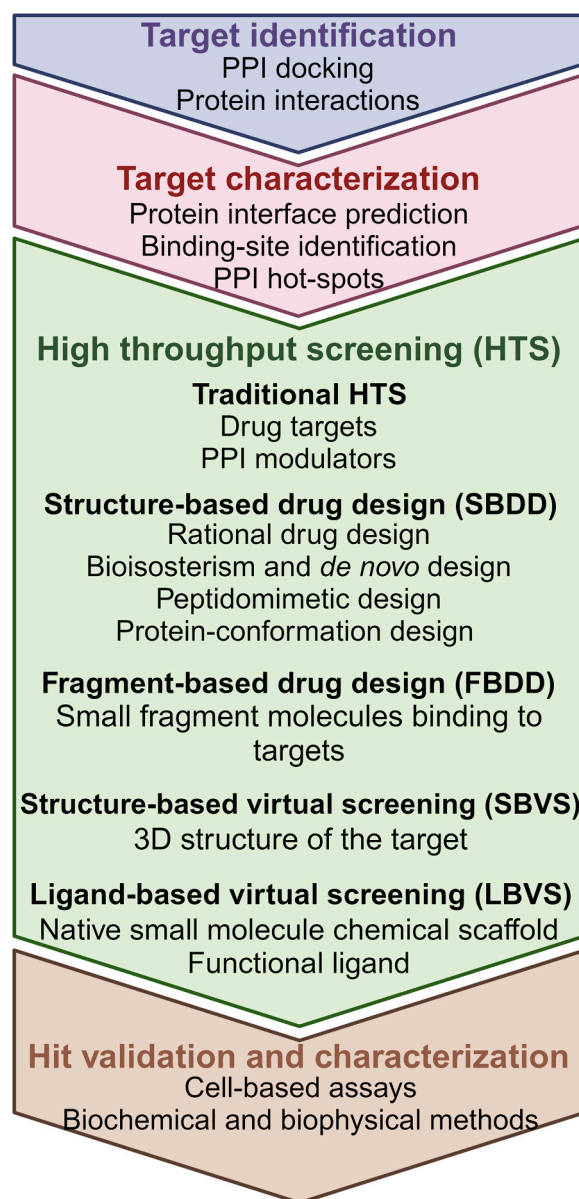 Target identification
PPI docking
Protein interactions
Target characterization
Protein interface prediction
Binding-site identification
PPI hot-spots
High throughput screening (HTS)
Traditional HTS
Drug targets
PPI modulators
Structure-based drug design (SBDD)
Rational drug design
Bioisosterism and de novo design
Peptidomimetic design
Protein-conformation design
Fragment-based drug design (FBDD)
Small fragment molecules binding to
targets
Structure-based virtual screening (SBVS)
3D structure of the target
Ligand-based virtual screening (LBVS)
Native small molecule chemical scaffold
Functional ligand
Hit validation and characterization
Cell-based assays
Biochemical and biophysical methods